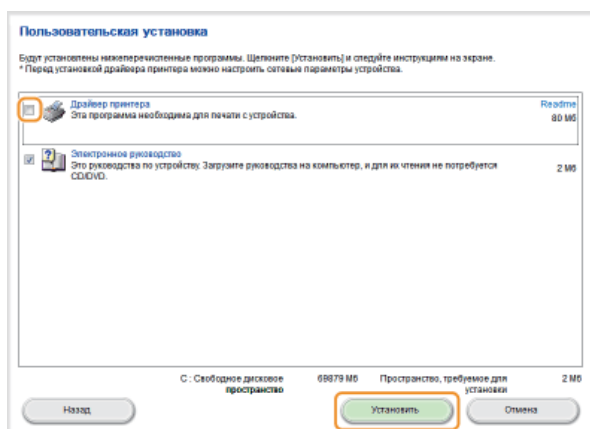 Пользовательская установка
Будут установлены нижеперечисленные программы. Щелкните [Установить] и следуйте инструкциям на экране.
* Перед установкой драйвера принтера можно настроить сетевые параметры устройства.
Драйвер принтера
Readme
Эта программа необходима для печати с устройства.
80 Мб
Электронное руководство
Это руководства по устройству. Загрузите руководства на компьютер, и для их чтения не потребуется
2 Мб
CD/DVD.
C : Свободное дисковое
69879 Мб
Пространство, требуемое для
2 Мб
пространство
установки
Назад
Установить
Отмена